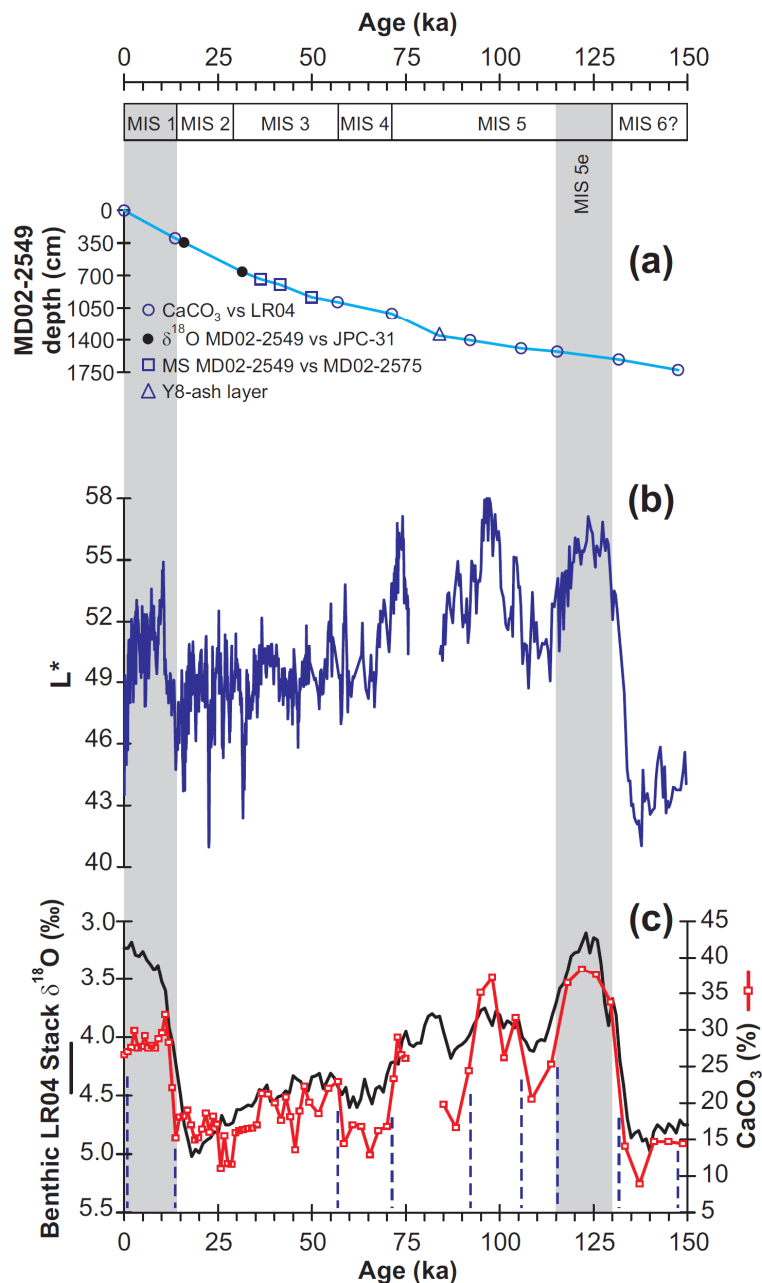 Age (ka)
0 25 50 75 100 125 150
MIS 1 MIS 2 MIS 3 MIS 4 MIS 5 MIS 6?
MIS 5e
(a)
MD02-2549
depth (cm)
0
350
700
1050
1400
1750
CaCO₃ vs LR04
δ¹⁸O MD02-2549 vs JPC-31
MS MD02-2549 vs MD02-2575
Y8-ash layer
(b)
L*
58
55
52
49
46
43
40
(c)
Benthic LR04 Stack δ¹⁸O (‰)
3.0
3.5
4.0
4.5
5.0
5.5
45
40
35
30
25
20
15
10
5
CaCO₃ (%)
0 25 50 75 100 125 150
Age (ka)